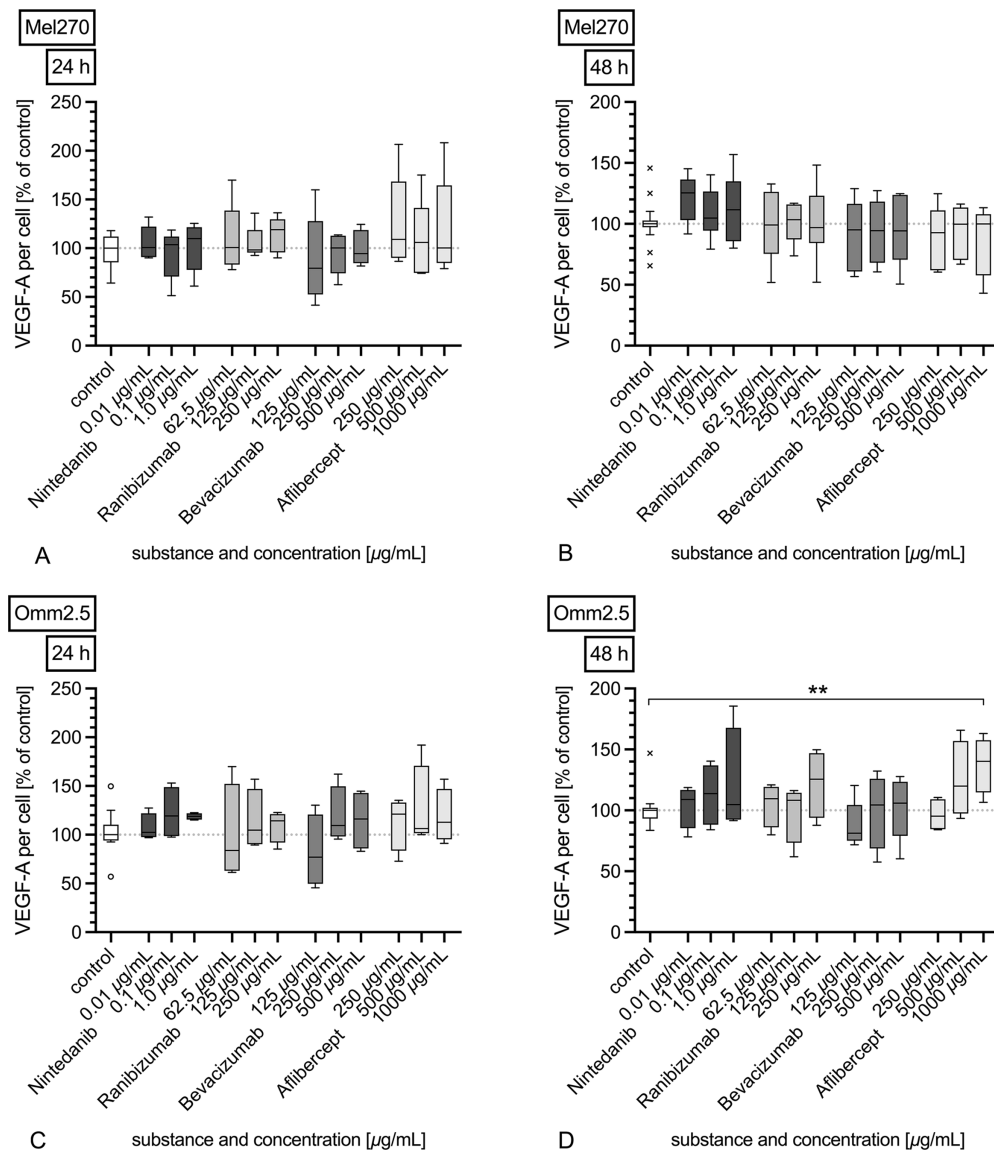 Mel270
24 h
VEGF-A per cell [% of control]
250
200
150
100
50
0
control
0.01 µg/mL
0.1 µg/mL
1.0 µg/mL
62.5 µg/mL
125 µg/mL
250 µg/mL
125 µg/mL
250 µg/mL
500 µg/mL
250 µg/mL
500 µg/mL
1000 µg/mL
Nintedanib
Ranibizumab
Bevacizumab
Aflibercept
A
substance and concentration [µg/mL]
Mel270
48 h
VEGF-A per cell [% of control]
200
150
100
50
0
control
0.01 µg/mL
0.1 µg/mL
1.0 µg/mL
62.5 µg/mL
125 µg/mL
250 µg/mL
125 µg/mL
250 µg/mL
500 µg/mL
250 µg/mL
500 µg/mL
1000 µg/mL
Nintedanib
Ranibizumab
Bevacizumab
Aflibercept
B
substance and concentration [µg/mL]
Omm2.5
24 h
VEGF-A per cell [% of control]
250
200
150
100
50
0
control
0.01 µg/mL
0.1 µg/mL
1.0 µg/mL
62.5 µg/mL
125 µg/mL
250 µg/mL
125 µg/mL
250 µg/mL
500 µg/mL
250 µg/mL
500 µg/mL
1000 µg/mL
Nintedanib
Ranibizumab
Bevacizumab
Aflibercept
C
substance and concentration [µg/mL]
Omm2.5
48 h
VEGF-A per cell [% of control]
200
150
100
50
0
**
control
0.01 µg/mL
0.1 µg/mL
1.0 µg/mL
62.5 µg/mL
125 µg/mL
250 µg/mL
125 µg/mL
250 µg/mL
500 µg/mL
250 µg/mL
500 µg/mL
1000 µg/mL
Nintedanib
Ranibizumab
Bevacizumab
Aflibercept
D
substance and concentration [µg/mL]